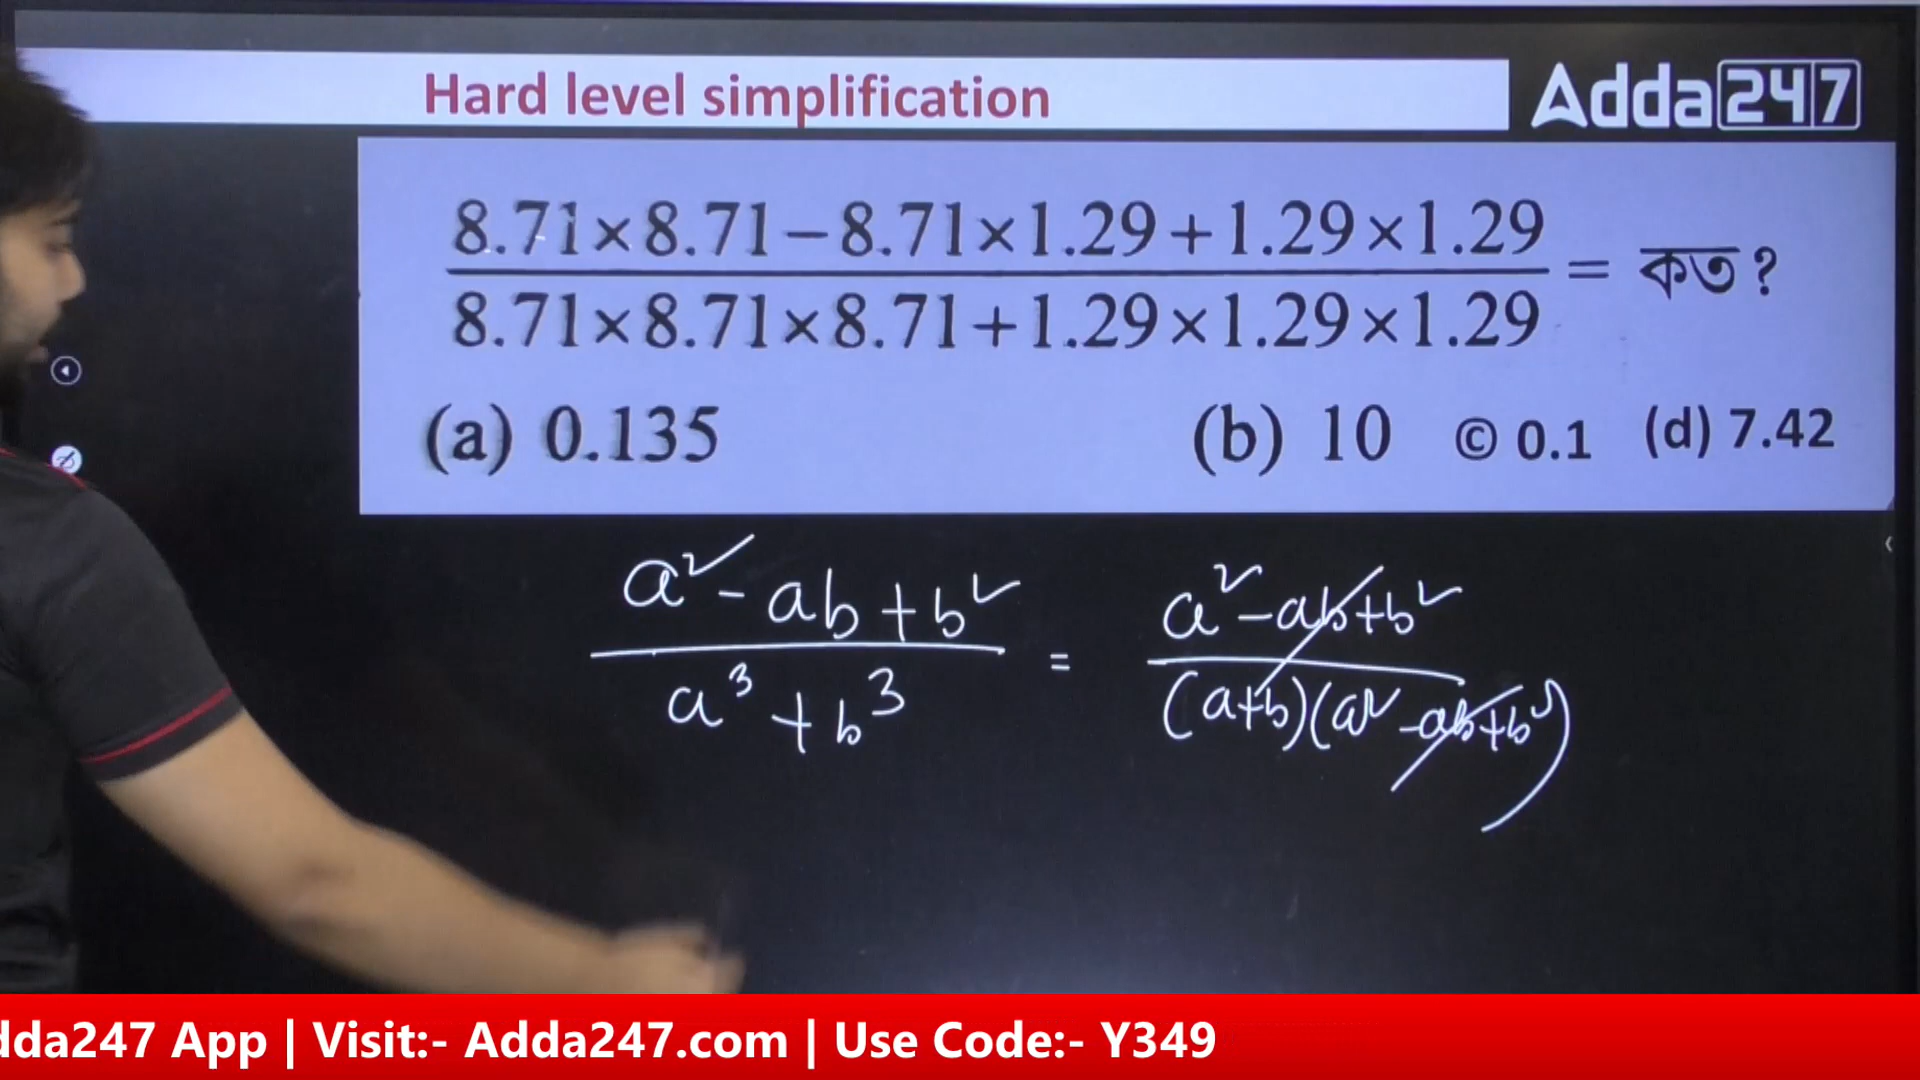 Hard level simplification
Adda247
8.71×8.71−8.71×1.29+1.29×1.29
8.71×8.71×8.71+1.29×1.29×1.29
= কত?
(a) 0.135 (b) 10 © 0.1 (d) 7.42
a² - ab + b² = a² - ab + b²
a³ + b³ (a+b)(a² - ab + b²)
dda247 App | Visit:- Adda247.com | Use Code:- Y349